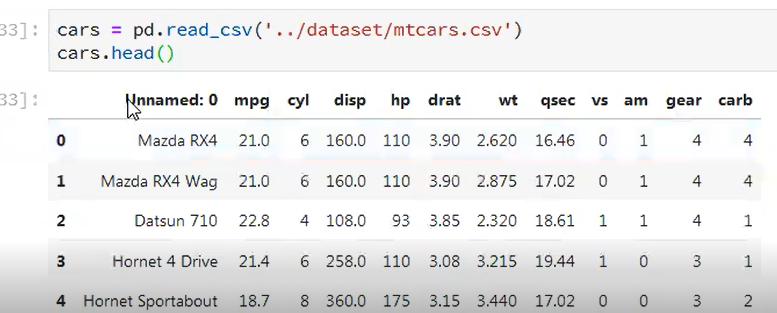 33]: cars = pd.read_csv('../dataset/mtcars.csv')
cars.head()
33]: Unnamed: 0 mpg cyl disp hp drat wt qsec vs am gear carb
0 Mazda RX4 21.0 6 160.0 110 3.90 2.620 16.46 0 1 4 4
1 Mazda RX4 Wag 21.0 6 160.0 110 3.90 2.875 17.02 0 1 4 4
2 Datsun 710 22.8 4 108.0 93 3.85 2.320 18.61 1 1 4 1
3 Hornet 4 Drive 21.4 6 258.0 110 3.08 3.215 19.44 1 0 3 1
4 Hornet Sportabout 18.7 8 360.0 175 3.15 3.440 17.02 0 0 3 2